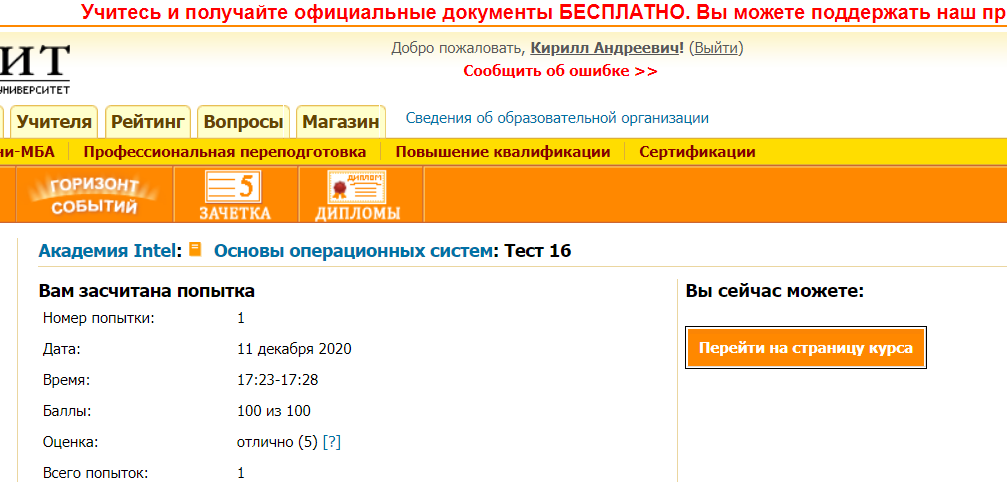 Учитесь и получайте официальные документы БЕСПЛАТНО. Вы можете поддержать наш пр
ИТ
УНИВЕРСИТЕТ
Добро пожаловать, Кирилл Андреевич! (Выйти)
Сообщить об ошибке >>
Учителя Рейтинг Вопросы Магазин Сведения об образовательной организации
ни-МБА Профессиональная переподготовка Повышение квалификации Сертификации
ГОРИЗОНТ СОБЫТИЙ
5
ЗАЧЕТКА
ДИПЛОМ
ДИПЛОМЫ
Академия Intel: Основы операционных систем: Тест 16
Вам засчитана попытка
Номер попытки: 1
Дата: 11 декабря 2020
Время: 17:23-17:28
Баллы: 100 из 100
Оценка: отлично (5) [?]
Всего попыток: 1
Вы сейчас можете:
Перейти на страницу курса